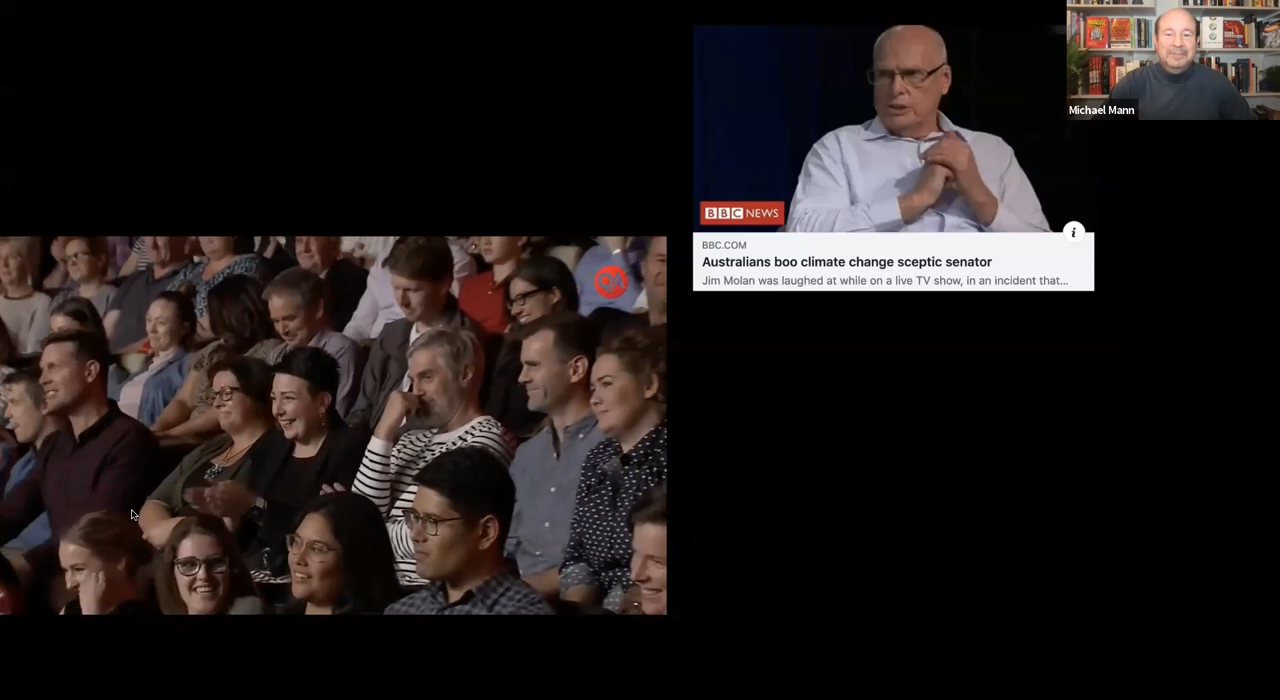 Michael Mann
BBC NEWS
BBC.COM
i
Australians boo climate change sceptic senator
Jim Molan was laughed at while on a live TV show, in an incident that...